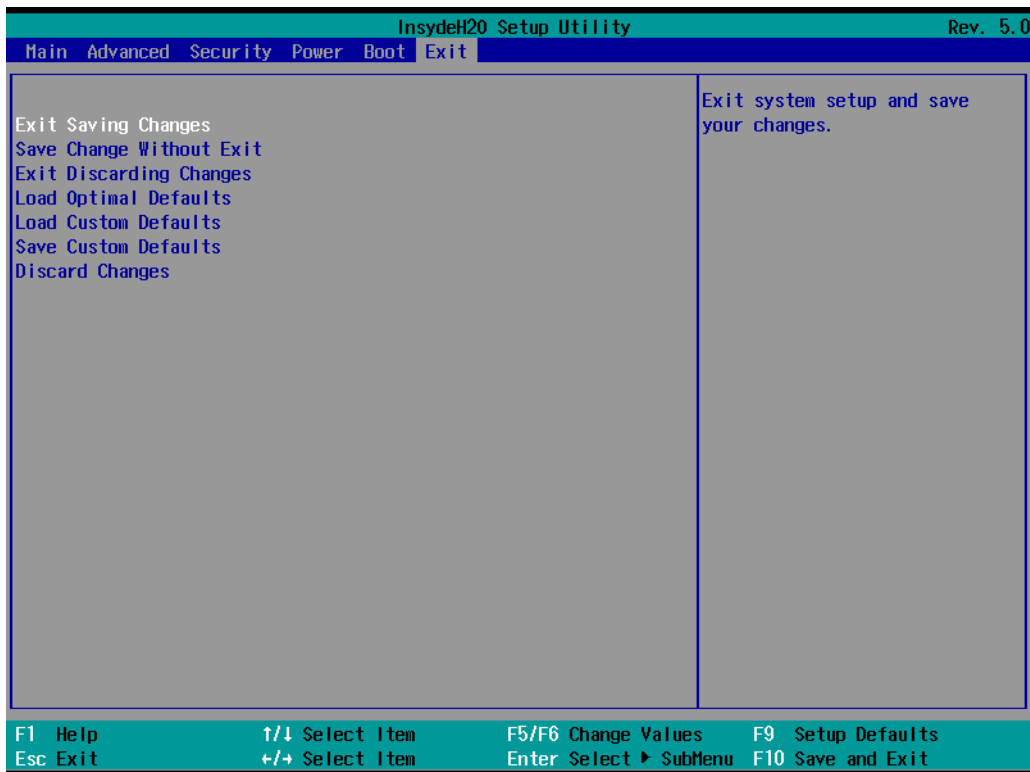 InsydeH20 Setup Utility Rev. 5.0
Main Advanced Security Power Boot Exit
Exit Saving Changes
Save Change Without Exit
Exit Discarding Changes
Load Optimal Defaults
Load Custom Defaults
Save Custom Defaults
Discard Changes
Exit system setup and save
your changes.
F1 Help ↑/↓ Select Item F5/F6 Change Values F9 Setup Defaults
Esc Exit ←/→ Select Item Enter Select ▶ SubMenu F10 Save and Exit